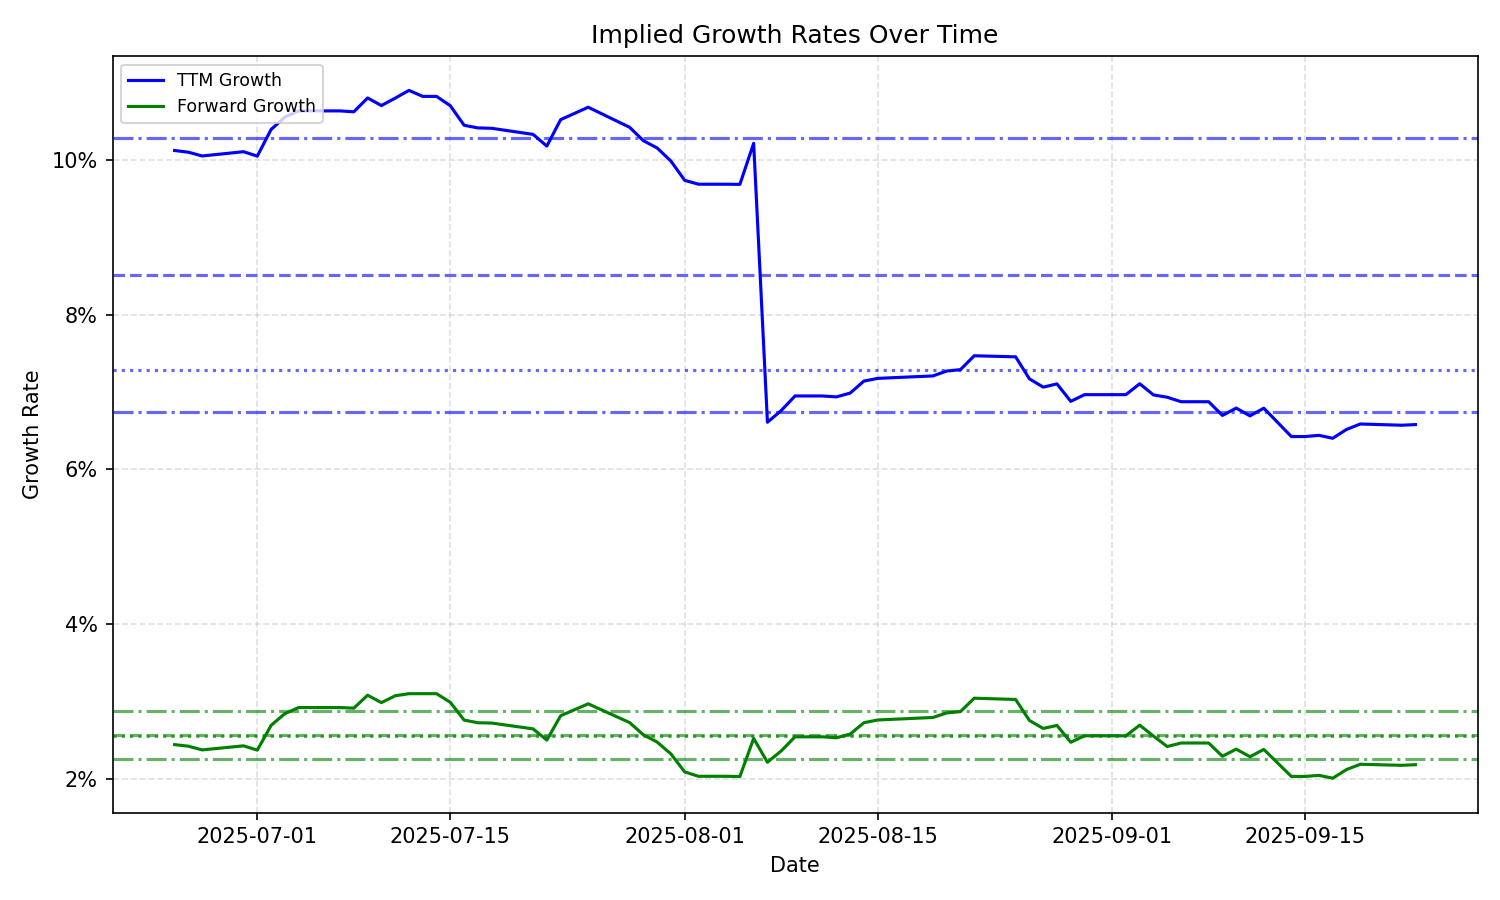 Implied Growth Rates Over Time
TTM Growth
Forward Growth
10%
8%
6%
4%
2%
Growth Rate
2025-07-01
2025-07-15
2025-08-01
2025-08-15
2025-09-01
2025-09-15
Date